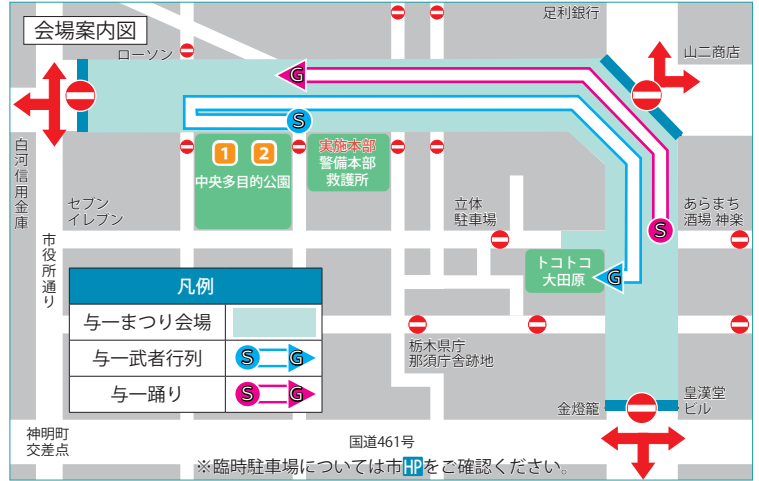 会場案内図
足利銀行
ローソン
山二商店
G
S
1
2
中央多目的公園
実施本部
警備本部
救護所
白河信用金庫
セブン
イレブン
市役所通り
立体
駐車場
あらまち
酒場 神楽
S
トコトコ
大田原
G
凡例
与一まつり会場
与一武者行列
S
G
与一踊り
S
G
栃木県庁
那須庁舎跡地
金燈籠
皇漢堂
ビル
神明町
交差点
国道461号
※臨時駐車場については市HPをご確認ください。